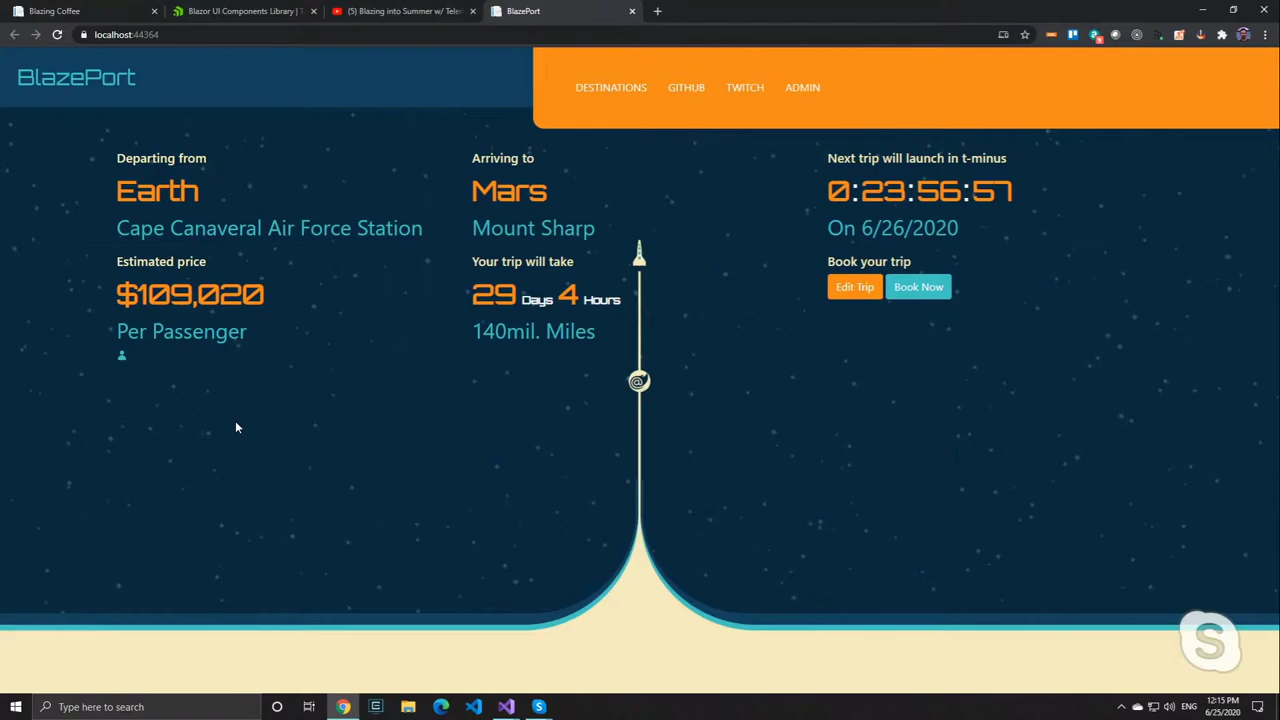 Blazing Coffee
Blazor UI Components Library | T
(5) Blazing into Summer w/ Teler
BlazePort
localhost:44364
BlazePort
DESTINATIONS
GITHUB
TWITCH
ADMIN
Departing from
Earth
Cape Canaveral Air Force Station
Estimated price
$109,020
Per Passenger
Arriving to
Mars
Mount Sharp
Your trip will take
29 Days 4 Hours
140mil. Miles
@
Next trip will launch in t-minus
0:23:56:57
On 6/26/2020
Book your trip
Edit Trip
Book Now
S
Type here to search
ENG
12:15 PM
6/25/2020